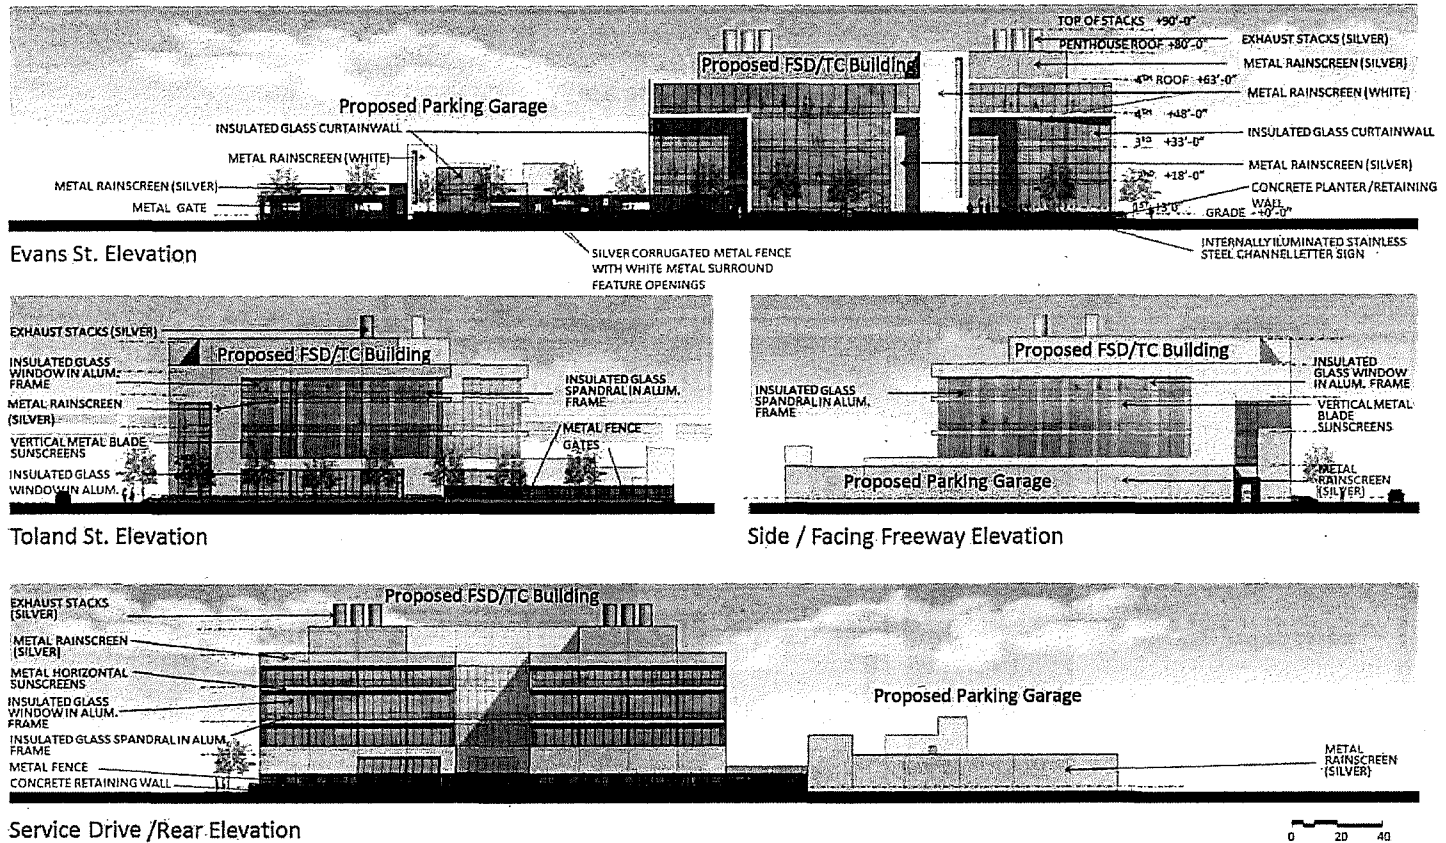 TOP OF STACKS +90'-0"
EXHAUST STACKS (SILVER)
PENTHOUSE ROOF +80'-0"
Proposed FSD/TC Building
METAL RAINSCREEN (SILVER)
ROOF +63'-0"
METAL RAINSCREEN (WHITE)
Proposed Parking Garage
+48'-0"
INSULATED GLASS CURTAINWALL
INSULATED GLASS CURTAINWALL
3RD +33'-0"
METAL RAINSCREEN (WHITE)
METAL RAINSCREEN (SILVER)
+18'-0"
METAL RAINSCREEN (SILVER)
CONCRETE PLANTER/RETAINING
WALL
METAL GATE
GRADE +0'-0"
Evans St. Elevation
SILVER CORRUGATED METAL FENCE
WITH WHITE METAL SURROUND
FEATURE OPENINGS
INTERNALLY ILUMINATED STAINLESS
STEEL CHANNEL LETTER SIGN
EXHAUST STACKS (SILVER)
Proposed FSD/TC Building
INSULATED GLASS
WINDOW IN ALUM.
FRAME
INSULATED GLASS
SPANDRAL IN ALUM.
FRAME
METAL RAINSCREEN
(SILVER)
METAL FENCE
VERTICAL METAL BLADE
SUNSCREENS
GATES
INSULATED GLASS
WINDOW IN ALUM.
Toland St. Elevation
Proposed FSD/TC Building
INSULATED
GLASS WINDOW
IN ALUM. FRAME
INSULATED GLASS
SPANDRAL IN ALUM.
FRAME
VERTICAL METAL
BLADE
SUNSCREENS
Proposed Parking Garage
METAL
RAINSCREEN
(SILVER)
Side / Facing Freeway Elevation
Proposed FSD/TC Building
EXHAUST STACKS
(SILVER)
METAL RAINSCREEN
(SILVER)
METAL HORIZONTAL
SUNSCREENS
Proposed Parking Garage
INSULATED GLASS
WINDOW IN ALUM.
FRAME
INSULATED GLASS SPANDRAL IN ALUM.
FRAME
METAL FENCE
CONCRETE RETAINING WALL
METAL
RAINSCREEN
(SILVER)
Service Drive /Rear Elevation
0 20 40